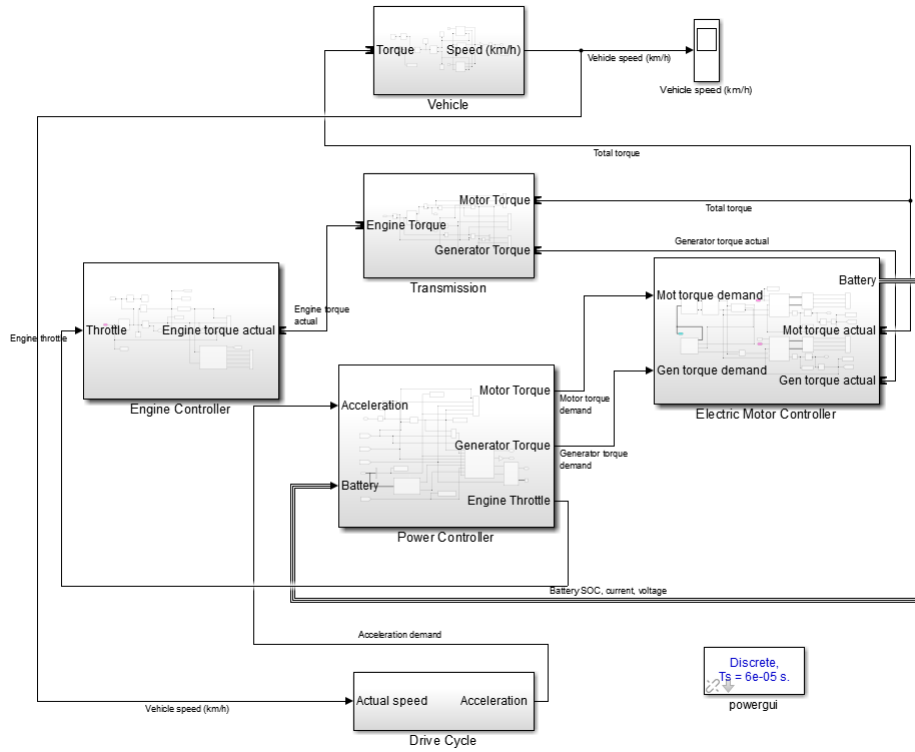 Torque
Speed (km/h)
Vehicle
Vehicle speed (km/h)
Vehicle speed (km/h)
Total torque
Motor Torque
Engine Torque
Generator Torque
Transmission
Total torque
Generator torque actual
Engine throttle
Throttle
Engine torque actual
Engine Controller
Engine torque
actual
Battery
Mot torque demand
Mot torque actual
Gen torque demand
Gen torque actual
Electric Motor Controller
Motor Torque
Acceleration
Generator Torque
Battery
Engine Throttle
Power Controller
Motor torque
demand
Generator torque
demand
Battery SOC, current, voltage
Acceleration demand
Vehicle speed (km/h)
Actual speed
Acceleration
Drive Cycle
Discrete,
Ts = 6e-05 s.
powergui